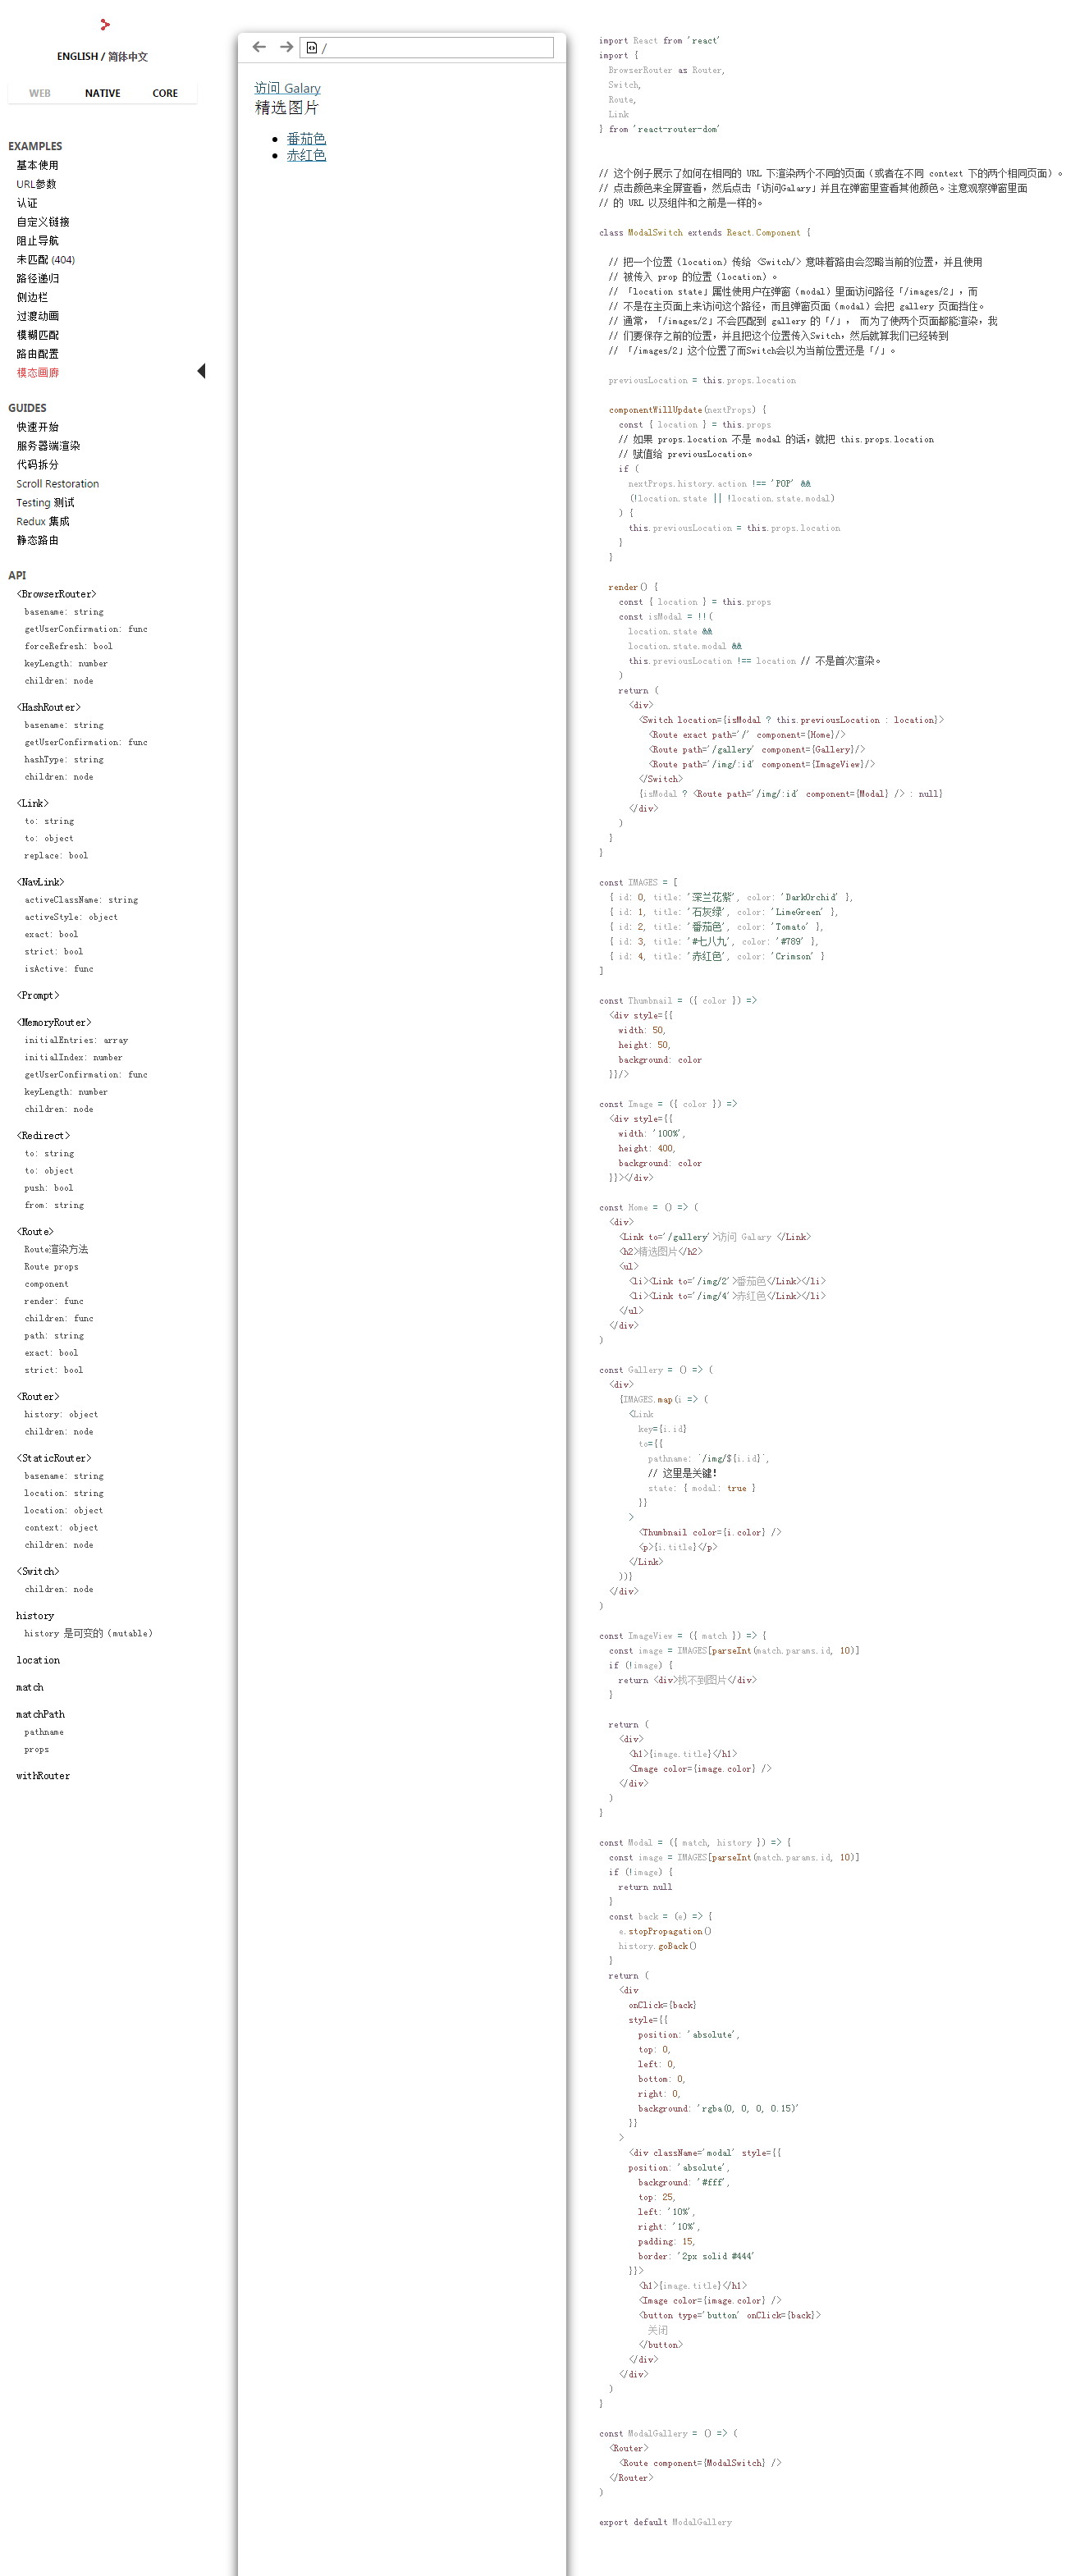 ENGLISH / 简体中文
WEB NATIVE CORE
EXAMPLES
基本使用
URL参数
认证
自定义链接
阻止导航
未匹配 (404)
路径递归
侧边栏
过渡动画
模糊匹配
路由配置
模态画廊
GUIDES
快速开始
服务器端渲染
代码拆分
Scroll Restoration
Testing 测试
Redux 集成
静态路由
API
<BrowserRouter>
basename: string
getUserConfirmation: func
forceRefresh: bool
keyLength: number
children: node
<HashRouter>
basename: string
getUserConfirmation: func
hashType: string
children: node
<Link>
to: string
to: object
replace: bool
<NavLink>
activeClassName: string
activeStyle: object
exact: bool
strict: bool
isActive: func
<Prompt>
<MemoryRouter>
initialEntries: array
initialIndex: number
getUserConfirmation: func
keyLength: number
children: node
<Redirect>
to: string
to: object
push: bool
from: string
<Route>
Route渲染方法
Route props
component
render: func
children: func
path: string
exact: bool
strict: bool
<Router>
history: object
children: node
<StaticRouter>
basename: string
location: string
location: object
context: object
children: node
<Switch>
children: node
history
history 是可变的（mutable）
location
match
matchPath
pathname
props
withRouter
/
访问 Galary
精选图片
番茄色
赤红色
import React from 'react'
import {
  BrowserRouter as Router,
  Switch,
  Route,
  Link
} from 'react-router-dom'
// 这个例子展示了如何在相同的 URL 下渲染两个不同的页面（或者在不同 context 下的两个相同页面）。
// 点击颜色来全屏查看，然后点击「访问Galary」并且在弹窗里查看其他颜色。注意观察弹窗里面
// 的 URL 以及组件和之前是一样的。
class ModalSwitch extends React.Component {
  // 把一个位置（location）传给 <Switch/> 意味着路由会忽略当前的位置，并且使用
  // 被传入 prop 的位置（location）。
  // 「location state」属性使用户在弹窗（modal）里面访问路径「/images/2」，而
  // 不是在主页面上来访问这个路径，而且弹窗页面（modal）会把 gallery 页面挡住。
  // 通常，「/images/2」不会匹配到 gallery 的「/」， 而为了使两个页面都能渲染，我
  // 们要保存之前的位置，并且把这个位置传入Switch，然后就算我们已经转到
  // 「/images/2」这个位置了而Switch会以为当前位置还是「/」。
  previousLocation = this.props.location
  componentWillUpdate(nextProps) {
    const { location } = this.props
    // 如果 props.location 不是 modal 的话，就把 this.props.location
    // 赋值给 previousLocation。
    if (
      nextProps.history.action !== 'POP' &&
      (!location.state || !location.state.modal)
    ) {
      this.previousLocation = this.props.location
    }
  }
  render() {
    const { location } = this.props
    const isModal = !!(
      location.state &&
      location.state.modal &&
      this.previousLocation !== location // 不是首次渲染。
    )
    return (
      <div>
        <Switch location={isModal ? this.previousLocation : location}>
          <Route exact path='/' component={Home}/>
          <Route path='/gallery' component={Gallery}/>
          <Route path='/img/:id' component={ImageView}/>
        </Switch>
        {isModal ? <Route path='/img/:id' component={Modal} /> : null}
      </div>
    )
  }
}
const IMAGES = [
  { id: 0, title: '深兰花紫', color: 'DarkOrchid' },
  { id: 1, title: '石灰绿', color: 'LimeGreen' },
  { id: 2, title: '番茄色', color: 'Tomato' },
  { id: 3, title: '#七八九', color: '#789' },
  { id: 4, title: '赤红色', color: 'Crimson' }
]
const Thumbnail = ({ color }) =>
  <div style={{
    width: 50,
    height: 50,
    background: color
  }}/>
const Image = ({ color }) =>
  <div style={{
    width: '100%',
    height: 400,
    background: color
  }}></div>
const Home = () => (
  <div>
    <Link to='/gallery'>访问 Galary </Link>
    <h2>精选图片</h2>
    <ul>
      <li><Link to='/img/2'>番茄色</Link></li>
      <li><Link to='/img/4'>赤红色</Link></li>
    </ul>
  </div>
)
const Gallery = () => (
  <div>
    {IMAGES.map(i => (
      <Link
        key={i.id}
        to={{
          pathname: `/img/${i.id}`,
          // 这里是关键!
          state: { modal: true }
        }}
      >
        <Thumbnail color={i.color} />
        <p>{i.title}</p>
      </Link>
    ))}
  </div>
)
const ImageView = ({ match }) => {
  const image = IMAGES[parseInt(match.params.id, 10)]
  if (!image) {
    return <div>找不到图片</div>
  }
  return (
    <div>
      <h1>{image.title}</h1>
      <Image color={image.color} />
    </div>
  )
}
const Modal = ({ match, history }) => {
  const image = IMAGES[parseInt(match.params.id, 10)]
  if (!image) {
    return null
  }
  const back = (e) => {
    e.stopPropagation()
    history.goBack()
  }
  return (
    <div
      onClick={back}
      style={{
        position: 'absolute',
        top: 0,
        left: 0,
        bottom: 0,
        right: 0,
        background: 'rgba(0, 0, 0, 0.15)'
      }}
    >
      <div className='modal' style={{
      position: 'absolute',
        background: '#fff',
        top: 25,
        left: '10%',
        right: '10%',
        padding: 15,
        border: '2px solid #444'
      }}>
        <h1>{image.title}</h1>
        <Image color={image.color} />
        <button type='button' onClick={back}>
          关闭
        </button>
      </div>
    </div>
  )
}
const ModalGallery = () => (
  <Router>
    <Route component={ModalSwitch} />
  </Router>
)
export default ModalGallery